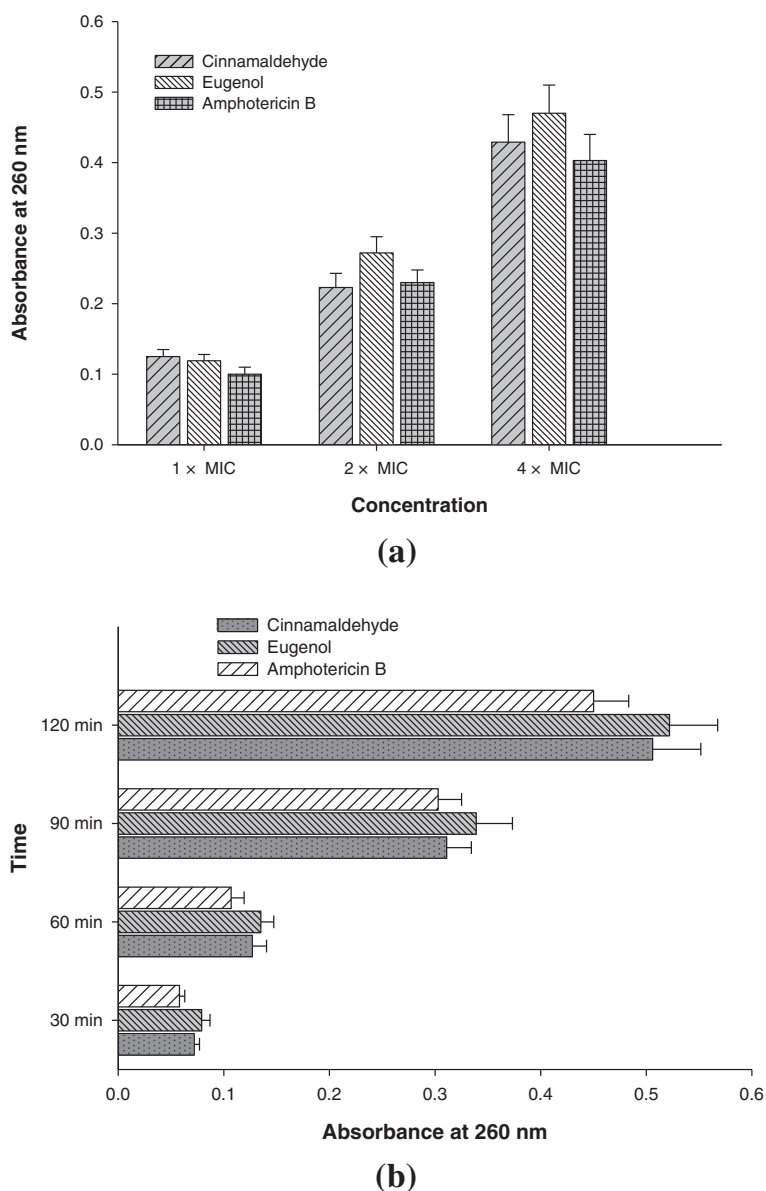 0.6
Cinnamaldehyde
Eugenol
Amphotericin B
0.5
0.4
0.3
0.2
0.1
0.0
Absorbance at 260 nm
1 × MIC 2 × MIC 4 × MIC
Concentration
(a)
Cinnamaldehyde
Eugenol
Amphotericin B
120 min
90 min
60 min
30 min
Time
0.0 0.1 0.2 0.3 0.4 0.5 0.6
Absorbance at 260 nm
(b)